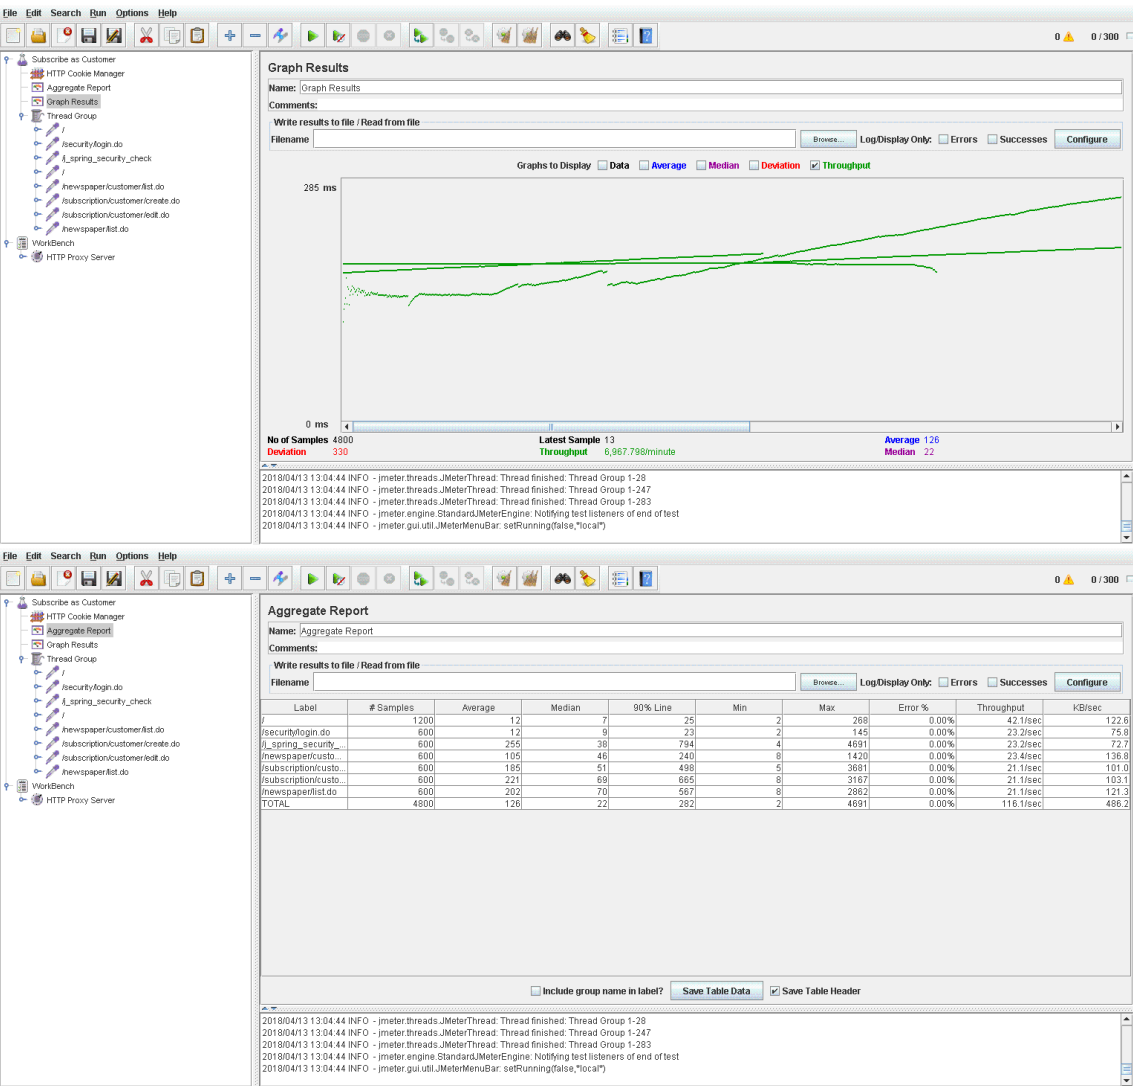 File Edit Search Run Options Help
0 0 / 300
Subscribe as Customer
HTTP Cookie Manager
Aggregate Report
Graph Results
Thread Group
/
/security/login.do
/j_spring_security_check
/
/newspaper/customer/list.do
/subscription/customer/create.do
/subscription/customer/edit.do
/newspaper/list.do
WorkBench
HTTP Proxy Server
Graph Results
Name: Graph Results
Comments:
Write results to file / Read from file
Filename Browse... Log/Display Only: Errors Successes Configure
Graphs to Display Data Average Median Deviation Throughput
285 ms
0 ms
No of Samples 4800 Latest Sample 13 Average 126
Deviation 330 Throughput 6,967.798/minute Median 22
2018/04/13 13:04:44 INFO - jmeter.threads.JMeterThread: Thread finished: Thread Group 1-28
2018/04/13 13:04:44 INFO - jmeter.threads.JMeterThread: Thread finished: Thread Group 1-247
2018/04/13 13:04:44 INFO - jmeter.threads.JMeterThread: Thread finished: Thread Group 1-283
2018/04/13 13:04:44 INFO - jmeter.engine.StandardJMeterEngine: Notifying test listeners of end of test
2018/04/13 13:04:44 INFO - jmeter.gui.util.JMeterMenuBar: setRunning(false,*local*)
File Edit Search Run Options Help
0 0 / 300
Subscribe as Customer
HTTP Cookie Manager
Aggregate Report
Graph Results
Thread Group
/
/security/login.do
/j_spring_security_check
/
/newspaper/customer/list.do
/subscription/customer/create.do
/subscription/customer/edit.do
/newspaper/list.do
WorkBench
HTTP Proxy Server
Aggregate Report
Name: Aggregate Report
Comments:
Write results to file / Read from file
Filename Browse... Log/Display Only: Errors Successes Configure
Label # Samples Average Median 90% Line Min Max Error % Throughput KB/sec
/ 1200 12 7 25 2 268 0.00% 42.1/sec 122.6
/security/login.do 600 12 9 23 2 145 0.00% 23.2/sec 75.8
/j_spring_security_... 600 255 38 794 4 4691 0.00% 23.2/sec 72.7
/newspaper/custo... 600 105 46 240 8 1420 0.00% 23.4/sec 136.8
/subscription/custo... 600 185 51 498 5 3681 0.00% 21.1/sec 101.0
/subscription/custo... 600 221 69 665 8 3167 0.00% 21.1/sec 103.1
/newspaper/list.do 600 202 70 567 8 2862 0.00% 21.1/sec 121.3
TOTAL 4800 126 22 282 2 4691 0.00% 116.1/sec 486.2
Include group name in label? Save Table Data Save Table Header
2018/04/13 13:04:44 INFO - jmeter.threads.JMeterThread: Thread finished: Thread Group 1-28
2018/04/13 13:04:44 INFO - jmeter.threads.JMeterThread: Thread finished: Thread Group 1-247
2018/04/13 13:04:44 INFO - jmeter.threads.JMeterThread: Thread finished: Thread Group 1-283
2018/04/13 13:04:44 INFO - jmeter.engine.StandardJMeterEngine: Notifying test listeners of end of test
2018/04/13 13:04:44 INFO - jmeter.gui.util.JMeterMenuBar: setRunning(false,*local*)